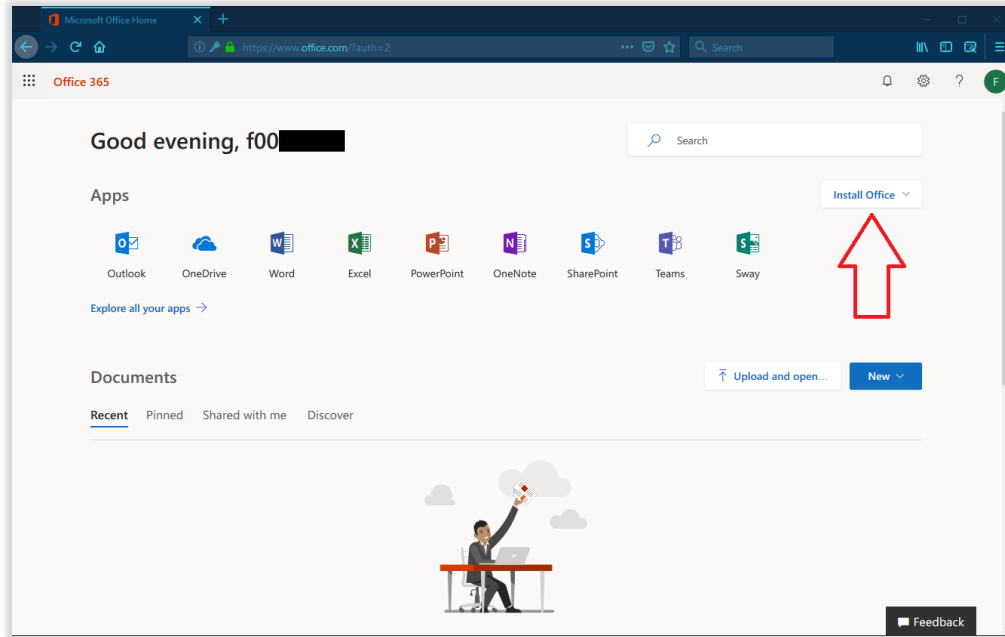 Microsoft Office Home
https://www.office.com/?auth=2
Search
Office 365
F
Good evening, f00
Search
Apps
Install Office
Outlook OneDrive Word Excel PowerPoint OneNote SharePoint Teams Sway
Explore all your apps
Documents
Upload and open...
New
Recent Pinned Shared with me Discover
Feedback